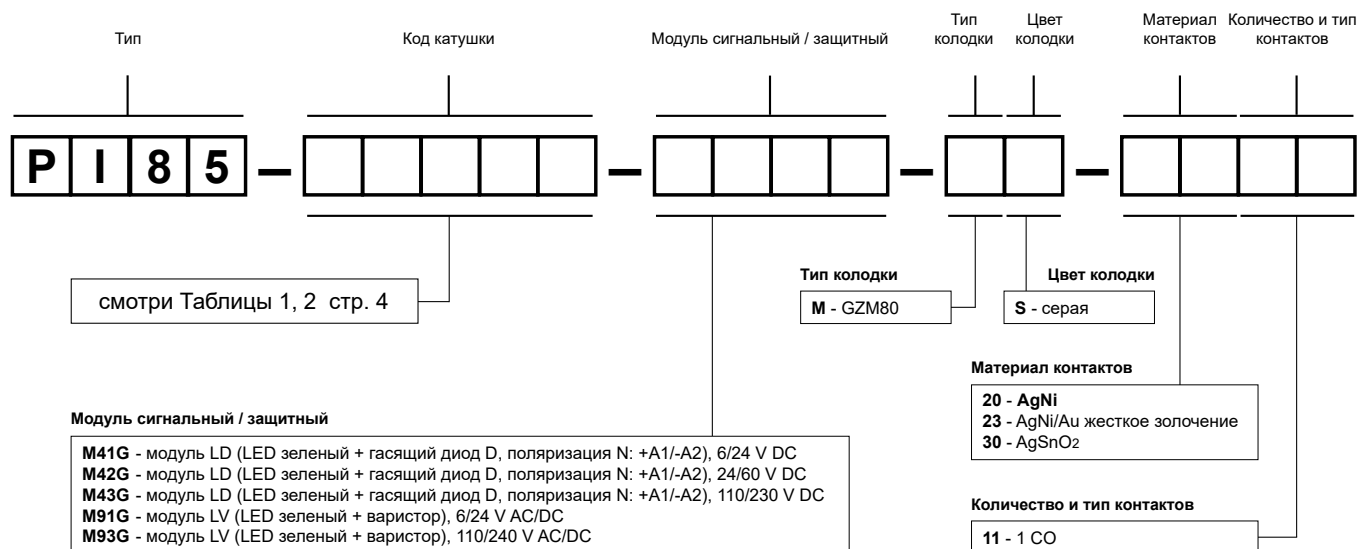 Тип
Код катушки
Модуль сигнальный / защитный
Тип
колодки
Цвет
колодки
Материал
контактов
Количество и тип
контактов
P I 8 5 – –  – –
смотри Таблицы 1, 2 стр. 4
Тип колодки
M - GZM80
Цвет колодки
S - серая
Материал контактов
20 - AgNi
23 - AgNi/Au жесткое золочение
30 - AgSnO2
Модуль сигнальный / защитный
M41G - модуль LD (LED зеленый + гасящий диод D, поляризация N: +A1/-A2), 6/24 V DC
M42G - модуль LD (LED зеленый + гасящий диод D, поляризация N: +A1/-A2), 24/60 V DC
M43G - модуль LD (LED зеленый + гасящий диод D, поляризация N: +A1/-A2), 110/230 V DC
M91G - модуль LV (LED зеленый + варистор), 6/24 V AC/DC
M93G - модуль LV (LED зеленый + варистор), 110/240 V AC/DC
Количество и тип контактов
11 - 1 CO